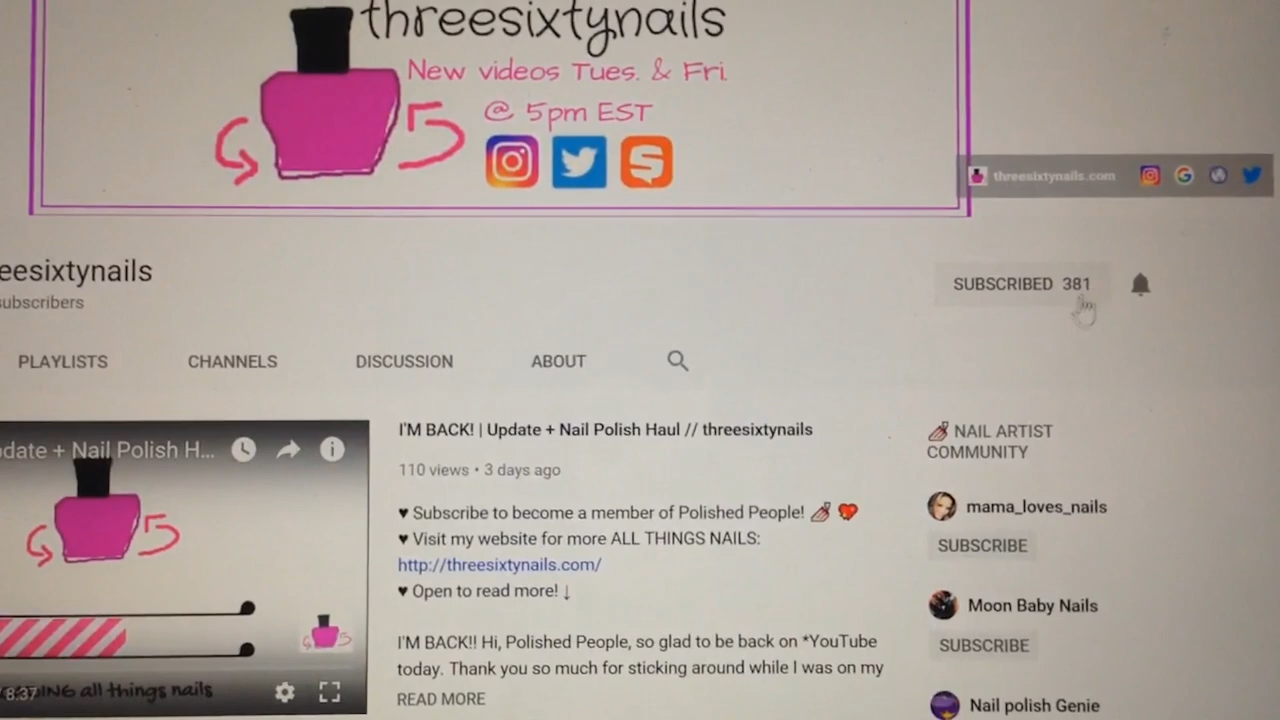 threesixtynails
New videos Tues. & Fri.
@ 5pm EST
threesixtynails.com
eesixtynails
subscribers
SUBSCRIBED 381
PLAYLISTS
CHANNELS
DISCUSSION
ABOUT
date + Nail Polish H...
8:37
all things nails
I'M BACK! | Update + Nail Polish Haul // threesixtynails
110 views • 3 days ago
♥ Subscribe to become a member of Polished People! 💅 💖
♥ Visit my website for more ALL THINGS NAILS:
http://threesixtynails.com/
♥ Open to read more! ↓
I'M BACK!! Hi, Polished People, so glad to be back on *YouTube
today. Thank you so much for sticking around while I was on my
READ MORE
💅 NAIL ARTIST
COMMUNITY
mama_loves_nails
SUBSCRIBE
Moon Baby Nails
SUBSCRIBE
Nail polish Genie